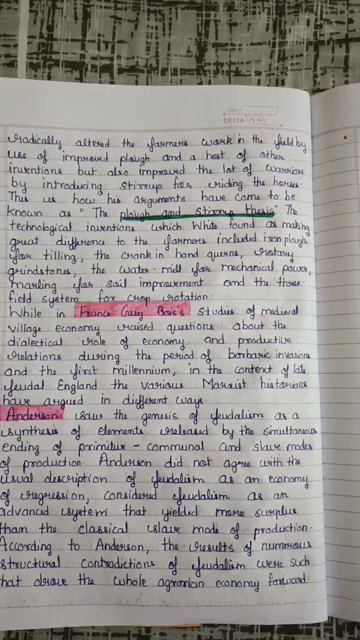 DELTA
radically altered the farmers work in the field by
use of improved plough and a host of other
inventions but also improved the lot of warriors
by introducing stirrup for riding the horse.
This is how his arguments have come to be
known as "The plough and stirrup thesis" The
technological inventions which White found as making
great difference to the farmers included iron plough
for tilling, the crank in hand querns, rotary
grindstones, the water-mill for mechanical power,
marling for soil improvement and the three
field system for crop rotation.
While in France Guy Bois's studies of medieval
village economy raised questions about the
dialectical role of economy and productive
relations during the period of barbaric invasions
and the first millennium, in the context of late
feudal England the various Marxist historians
have argued in different ways.
Anderson saw the genesis of feudalism as a
synthesis of elements released by the simultaneous
ending of primitive-communal and slave modes
of production. Anderson did not agree with the
usual description of feudalism as an economy
of regression, considered feudalism as an
advanced system that yielded more surplus
than the classical slave mode of production.
According to Anderson, the results of numerous
structural contradictions of feudalism were such
that drove the whole agrarian economy forward.